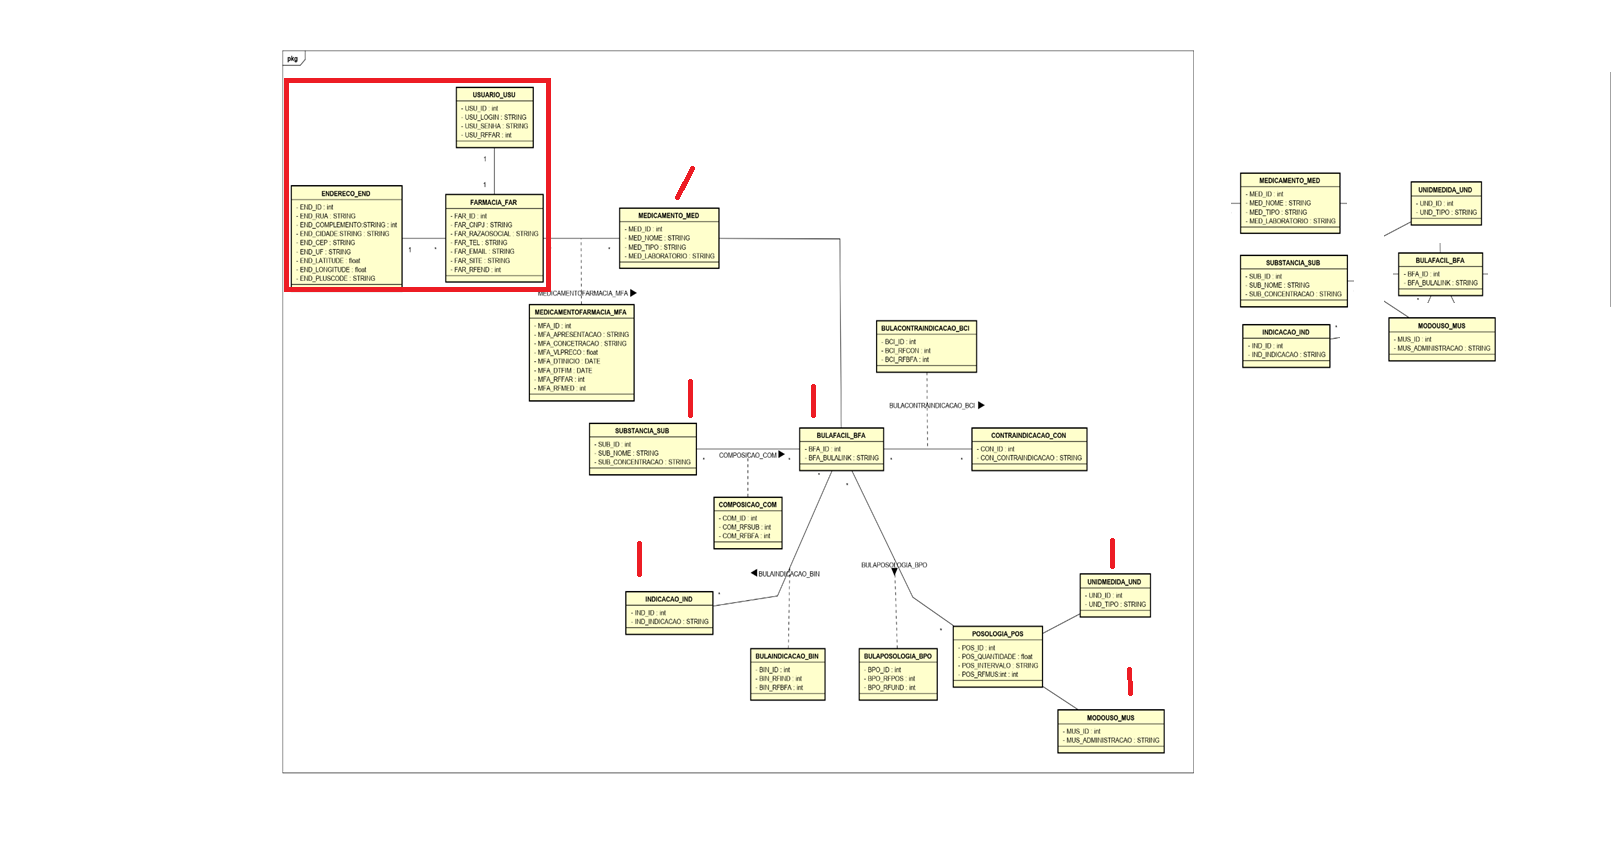 pkg
USUARIO_USU
- USU_ID : int
- USU_LOGIN : STRING
- USU_SENHA : STRING
- USU_RFFAR : int
1
1
ENDERECO_END
- END_ID : int
- END_RUA : STRING
- END_COMPLEMENTO STRING : int
- END_CIDADE STRING : STRING
- END_CEP : STRING
- END_UF : STRING
- END_LATITUDE : float
- END_LONGITUDE : float
- END_PLUSCODE : STRING
1
*
FARMACIA_FAR
- FAR_ID : int
- FAR_CNPJ : STRING
- FAR_RAZAOSOCIAL : STRING
- FAR_TEL : STRING
- FAR_EMAIL : STRING
- FAR_SITE : STRING
- FAR_RFEND : int
*
MEDICAMENTO_MED
- MED_ID : int
- MED_NOME : STRING
- MED_TIPO : STRING
- MED_LABORATORIO : STRING
MEDICAMENTOFARMACIA_MFA
MEDICAMENTOFARMACIA_MFA
- MFA_ID : int
- MFA_APRESENTACAO : STRING
- MFA_CONCETRACAO : STRING
- MFA_VLPRECO : float
- MFA_DTINICIO : DATE
- MFA_DTFIM : DATE
- MFA_RFFAR : int
- MFA_RFMED : int
BULACONTRAINDICACAO_BCI
- BCI_ID : int
- BCI_RFCON : int
- BCI_RFBFA : int
BULACONTRAINDICACAO_BCI
SUBSTANCIA_SUB
- SUB_ID : int
- SUB_NOME : STRING
- SUB_CONCENTRACAO : STRING
*
COMPOSICAO_COM
*
BULAFACIL_BFA
- BFA_ID : int
- BFA_BULALINK : STRING
*
*
*
*
CONTRAINDICACAO_CON
- CON_ID : int
- CON_CONTRAINDICACAO : STRING
COMPOSICAO_COM
- COM_ID : int
- COM_RFSUB : int
- COM_RFBFA : int
BULAINDICACAO_BIN
BULAPOSOLOGIA_BPO
INDICACAO_IND
- IND_ID : int
- IND_INDICACAO : STRING
*
UNIDMEDIDA_UND
- UND_ID : int
- UND_TIPO : STRING
*
POSOLOGIA_POS
- POS_ID : int
- POS_QUANTIDADE : float
- POS_INTERVALO : STRING
- POS_RFMUS:int : int
BULAINDICACAO_BIN
- BIN_ID : int
- BIN_RFIND : int
- BIN_RFBFA : int
BULAPOSOLOGIA_BPO
- BPO_ID : int
- BPO_RFPOS : int
- BPO_RFUND : int
MODOUSO_MUS
- MUS_ID : int
- MUS_ADMINISTRACAO : STRING
MEDICAMENTO_MED
- MED_ID : int
- MED_NOME : STRING
- MED_TIPO : STRING
- MED_LABORATORIO : STRING
SUBSTANCIA_SUB
- SUB_ID : int
- SUB_NOME : STRING
- SUB_CONCENTRACAO : STRING
INDICACAO_IND
- IND_ID : int
- IND_INDICACAO : STRING
*
UNIDMEDIDA_UND
- UND_ID : int
- UND_TIPO : STRING
BULAFACIL_BFA
- BFA_ID : int
- BFA_BULALINK : STRING
*
MODOUSO_MUS
- MUS_ID : int
- MUS_ADMINISTRACAO : STRING